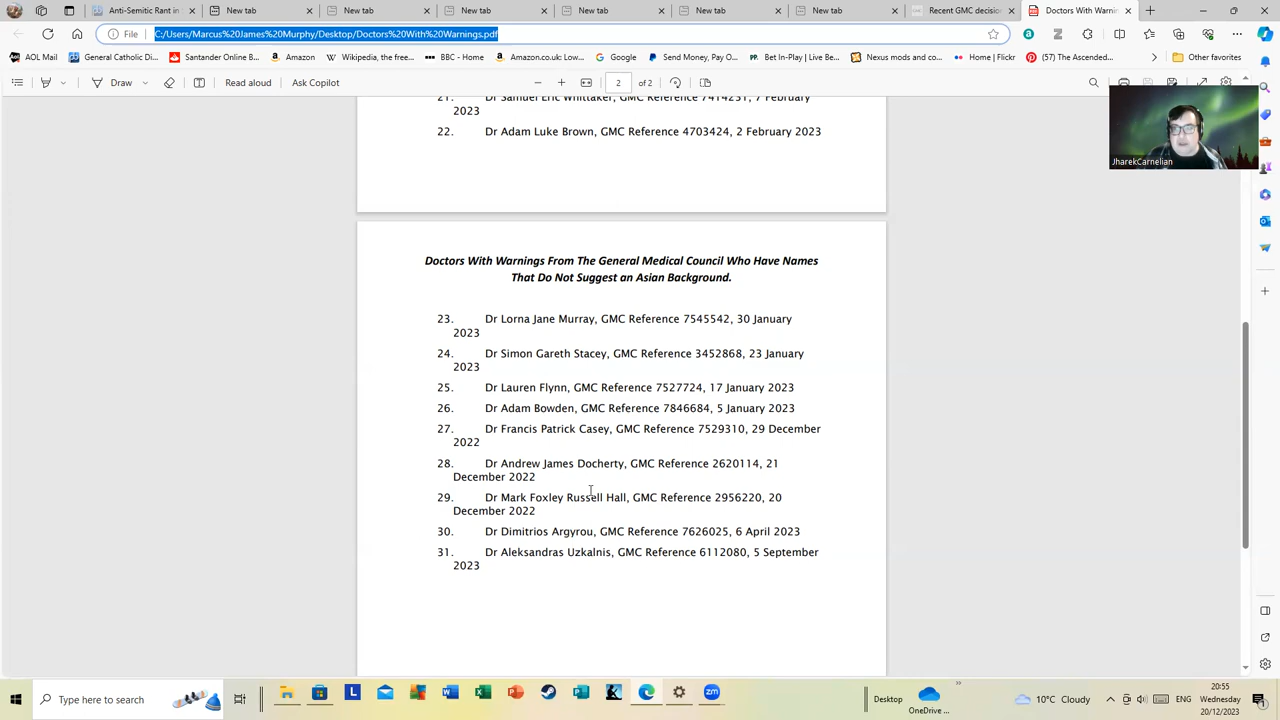 Anti-Semitic Rant in
New tab
New tab
New tab
New tab
New tab
New tab
Recent GMC decision
Doctors With Warnin
File
C:/Users/Marcus%20James%20Murphy/Desktop/Doctors%20With%20Warnings.pdf
AOL Mail
General Catholic Di...
Santander Online B...
Amazon
Wikipedia, the free...
BBC - Home
Amazon.co.uk: Low...
Google
Send Money, Pay O...
Bet In-Play | Live Be...
Nexus mods and co...
Home | Flickr
(57) The Ascended...
Other favorites
Draw
Read aloud
Ask Copilot
2
of 2
21. Dr Samuel Eric Whittaker, GMC Reference 7414231, 7 February
2023
22. Dr Adam Luke Brown, GMC Reference 4703424, 2 February 2023
JharekCarnelian
Doctors With Warnings From The General Medical Council Who Have Names
That Do Not Suggest an Asian Background.
23. Dr Lorna Jane Murray, GMC Reference 7545542, 30 January
2023
24. Dr Simon Gareth Stacey, GMC Reference 3452868, 23 January
2023
25. Dr Lauren Flynn, GMC Reference 7527724, 17 January 2023
26. Dr Adam Bowden, GMC Reference 7846684, 5 January 2023
27. Dr Francis Patrick Casey, GMC Reference 7529310, 29 December
2022
28. Dr Andrew James Docherty, GMC Reference 2620114, 21
December 2022
29. Dr Mark Foxley Russell Hall, GMC Reference 2956220, 20
December 2022
30. Dr Dimitrios Argyrou, GMC Reference 7626025, 6 April 2023
31. Dr Aleksandras Uzkalnis, GMC Reference 6112080, 5 September
2023
Type here to search
Desktop
OneDrive ...
10°C Cloudy
ENG
20:55
Wednesday
20/12/2023